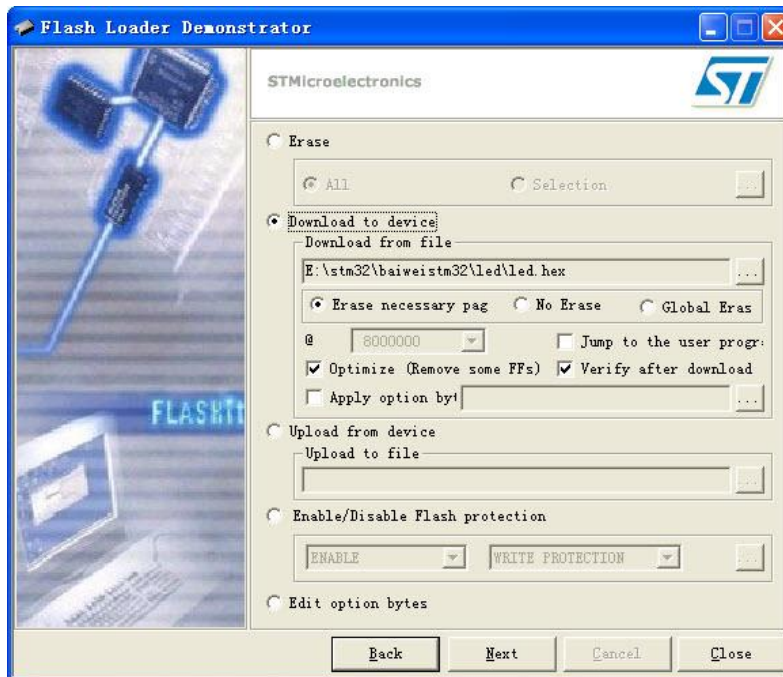 Flash Loader Demonstrator
STMicroelectronics
ST
Erase
All Selection ...
Download to device
Download from file
E:\stm32\baiweistm32\led\led.hex ...
Erase necessary pag No Erase Global Eras
@ 8000000 Jump to the user progr
Optimize (Remove some FFs) Verify after download
Apply option byt ...
FLASHit
Upload from device
Upload to file
...
Enable/Disable Flash protection
ENABLE WRITE PROTECTION ...
Edit option bytes
Back Next Cancel Close